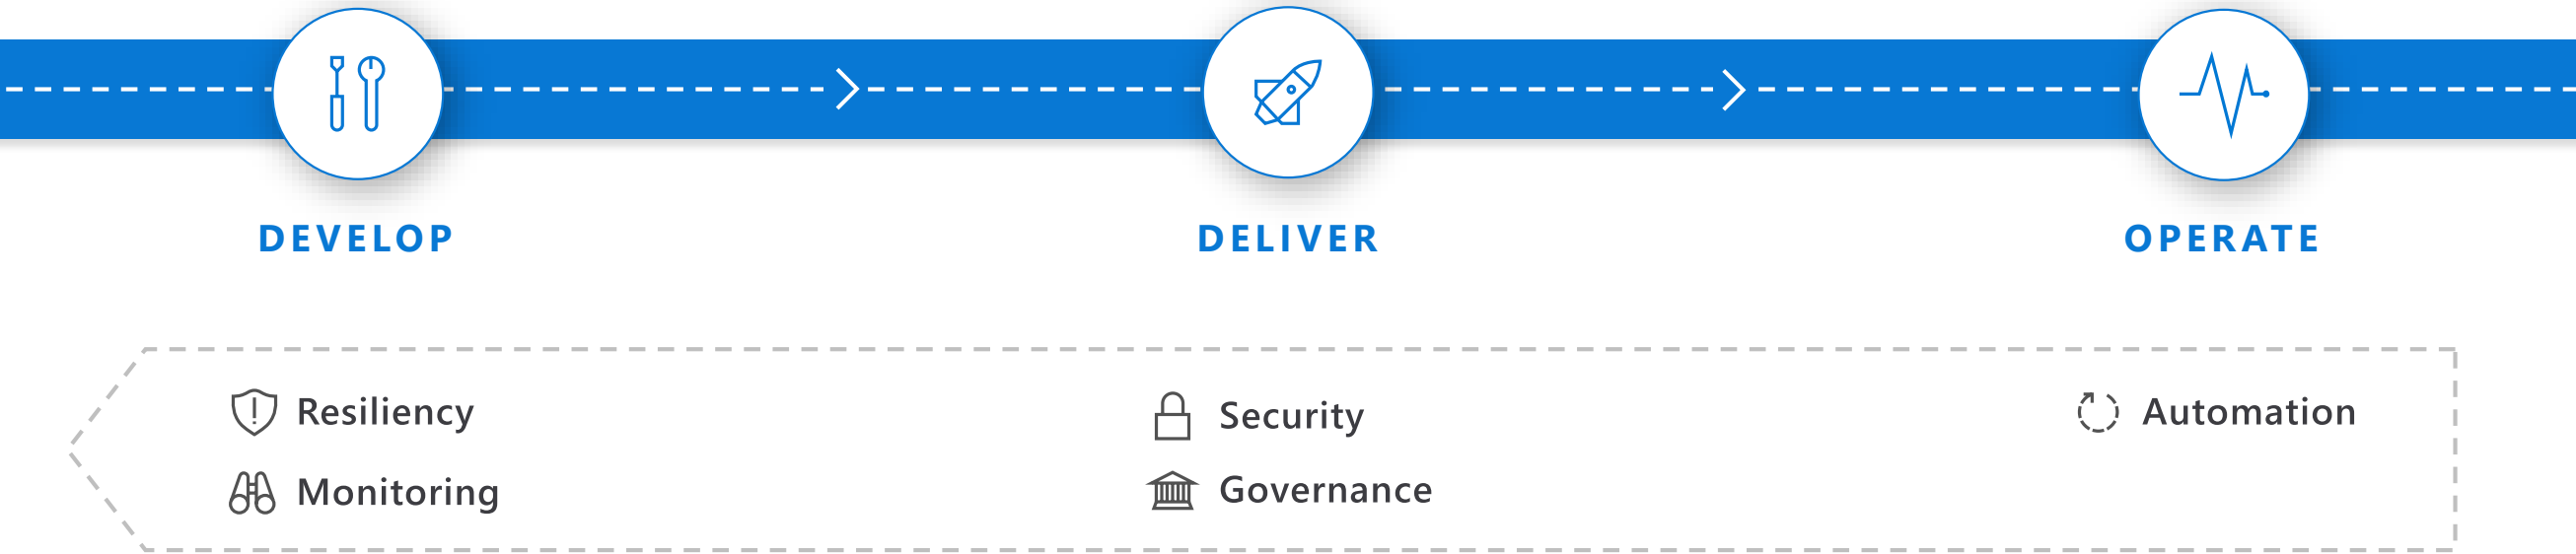 DEVELOP
DELIVER
OPERATE
Resiliency
Monitoring
Security
Governance
Automation